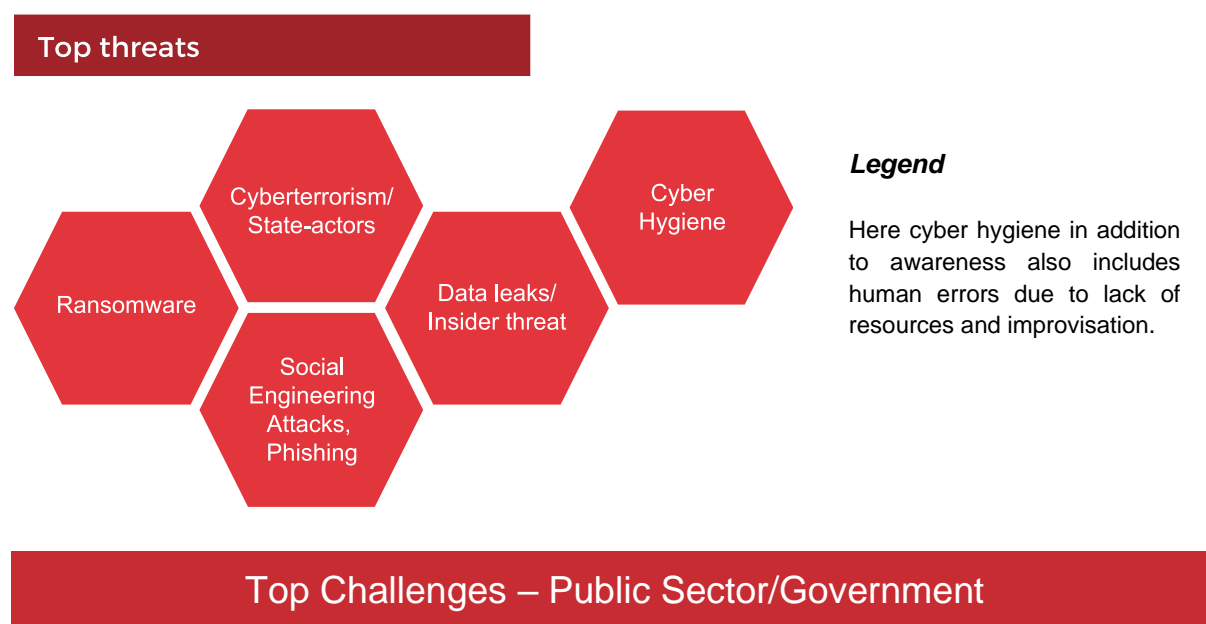 Top threats
Cyberterrorism/
State-actors
Cyber
Hygiene
Ransomware
Data leaks/
Insider threat
Social
Engineering
Attacks,
Phishing
Legend
Here cyber hygiene in addition
to awareness also includes
human errors due to lack of
resources and improvisation.
Top Challenges – Public Sector/Government